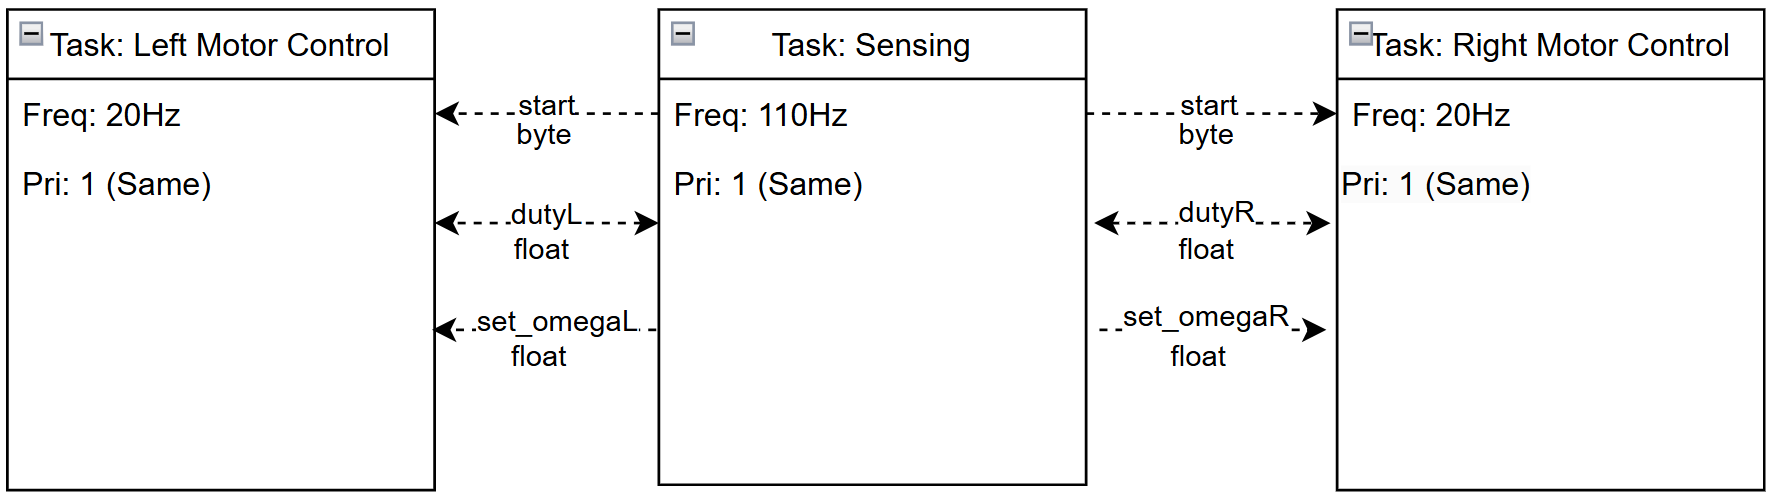 Task: Left Motor Control
Freq: 20Hz
Pri: 1 (Same)
start
byte
dutyL
float
set_omegaL
float
Task: Sensing
Freq: 110Hz
Pri: 1 (Same)
start
byte
dutyR
float
set_omegaR
float
Task: Right Motor Control
Freq: 20Hz
Pri: 1 (Same)